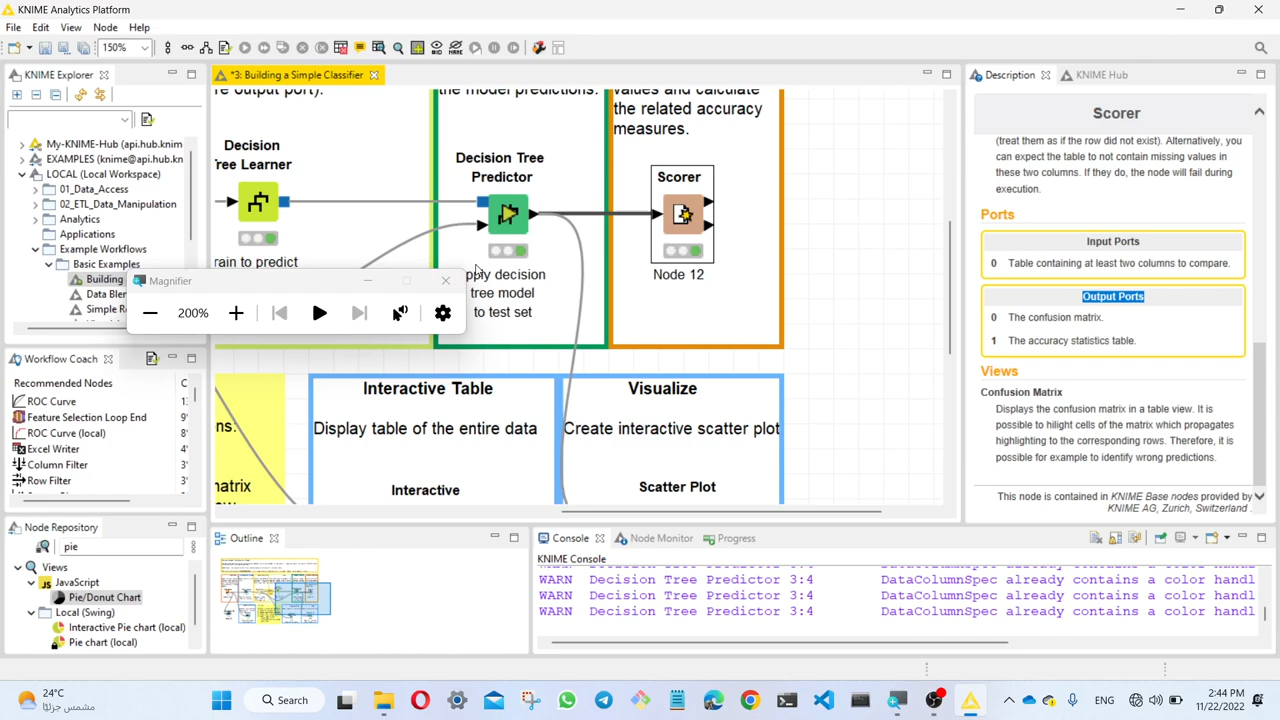 KNIME Analytics Platform
File Edit View Node Help
150%
KNIME Explorer
My-KNIME-Hub (api.hub.knim
EXAMPLES (knime@api.hub.kn
LOCAL (Local Workspace)
01_Data_Access
02_ETL_Data_Manipulation
Analytics
Applications
Example Workflows
Basic Examples
Building
Data Blen
Simple Re
Workflow Coach
Recommended Nodes
ROC Curve
Feature Selection Loop End
ROC Curve (local)
Excel Writer
Column Filter
Row Filter
Node Repository
pie
Views
JavaScript
Pie/Donut Chart
Local (Swing)
Interactive Pie chart (local)
Pie chart (local)
*3: Building a Simple Classifier
re output port).
the model predictions.
values and calculate
the related accuracy
measures.
Decision
Tree Learner
Decision Tree
Predictor
Scorer
Node 12
rain to predict
pply decision
tree model
to test set
Magnifier
200%
ns:
natrix
Interactive Table
Display table of the entire data
Interactive
Visualize
Create interactive scatter plot
Scatter Plot
Outline
Console
Node Monitor
Progress
KNIME Console
WARN Decision Tree Predictor 3:4 DataColumnSpec already contains a color handl
WARN Decision Tree Predictor 3:4 DataColumnSpec already contains a color handl
WARN Decision Tree Predictor 3:4 DataColumnSpec already contains a color handl
Description
KNIME Hub
Scorer
(treat them as if the row did not exist). Alternatively, you
can expect the table to not contain missing values in
these two columns. If they do, the node will fail during
execution.
Ports
Input Ports
0 Table containing at least two columns to compare.
Output Ports
0 The confusion matrix.
1 The accuracy statistics table.
Views
Confusion Matrix
Displays the confusion matrix in a table view. It is
possible to hilight cells of the matrix which propagates
highlighting to the corresponding rows. Therefore, it is
possible for example to identify wrong predictions.
This node is contained in KNIME Base nodes provided by
KNIME AG, Zurich, Switzerland.
24°C
مشمس جزئيًا
Search
ENG
2:44 PM
11/22/2022